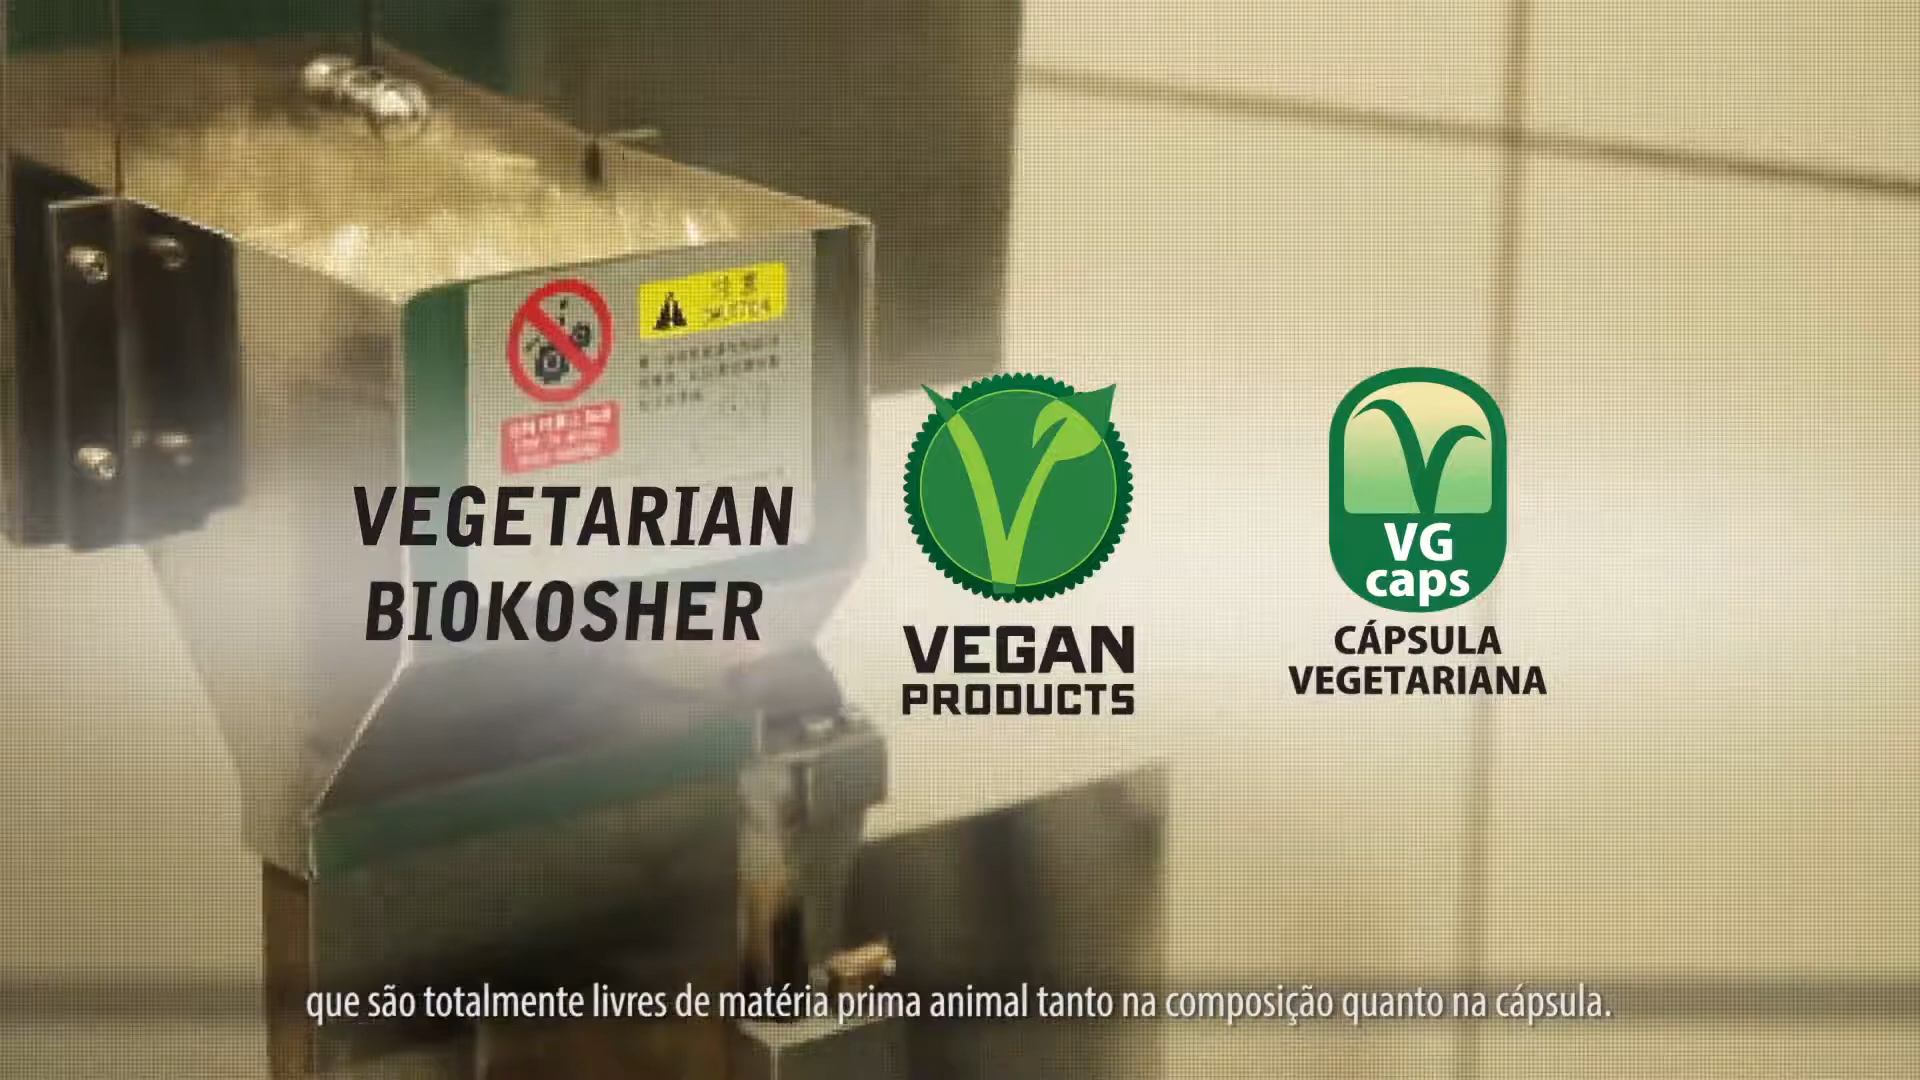 VEGETARIAN
BIOKOSHER
VEGAN
PRODUCTS
VG
caps
CÁPSULA
VEGETARIANA
que são totalmente livres de matéria prima animal tanto na composição quanto na cápsula.